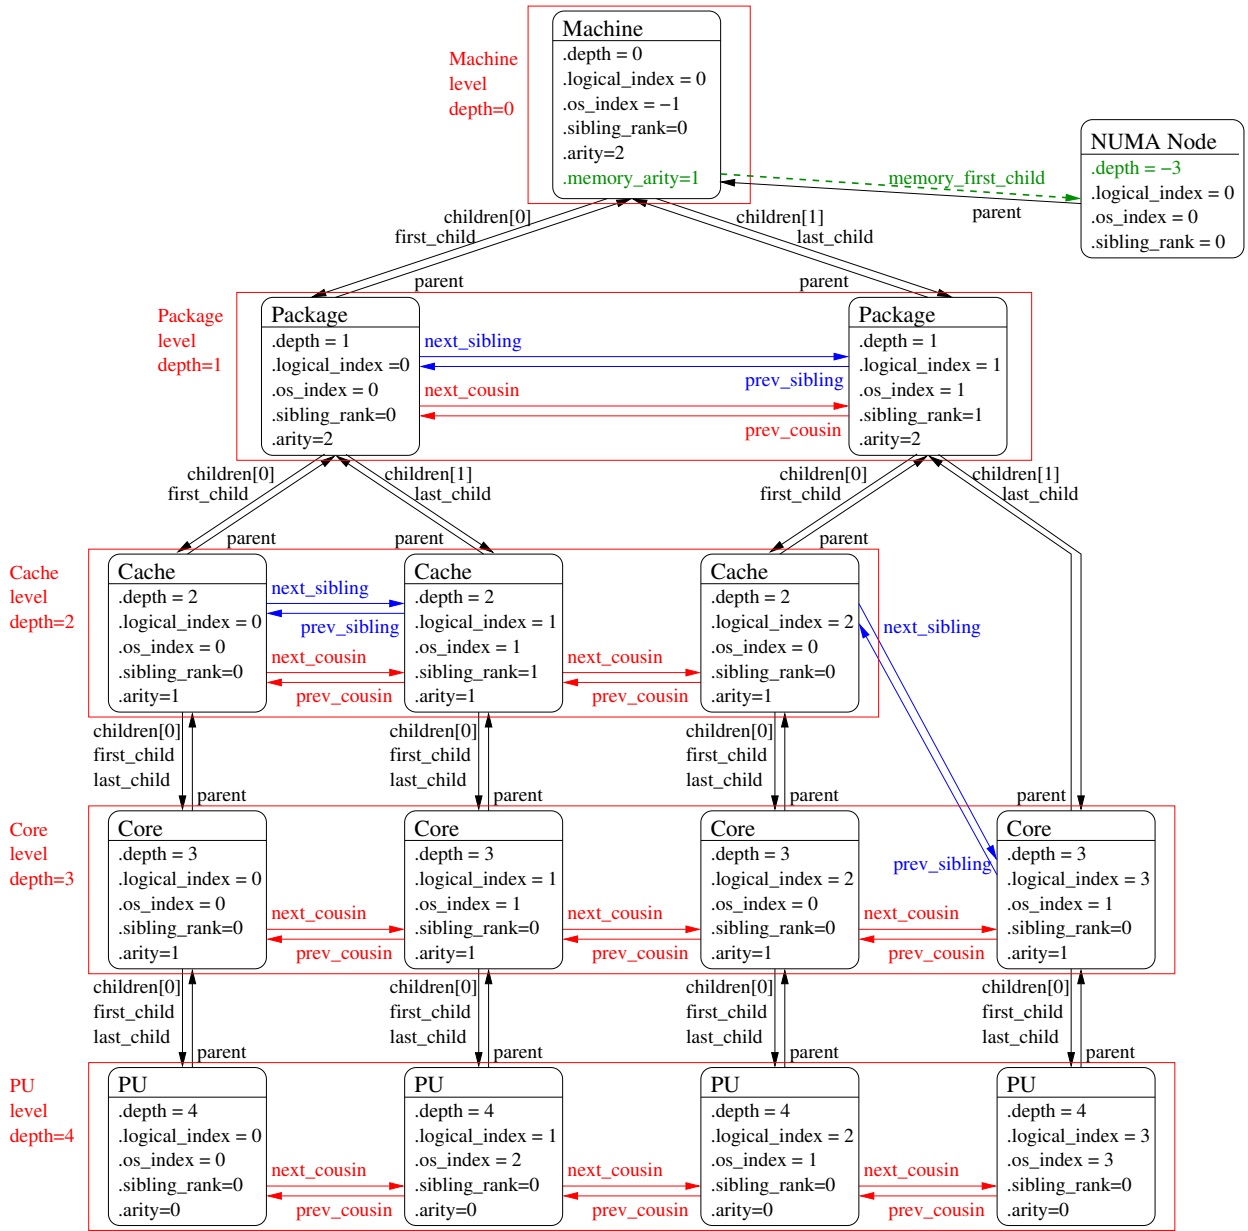 Machine
.depth = 0
.logical_index = 0
.os_index = −1
.sibling_rank=0
.arity=2
.memory_arity=1
Machine
level
depth=0
NUMA Node
.depth = −3
.logical_index = 0
.os_index = 0
.sibling_rank = 0
memory_first_child
parent
children[0]
first_child
parent
children[1]
last_child
parent
Package
level
depth=1
Package
.depth = 1
.logical_index =0
.os_index = 0
.sibling_rank=0
.arity=2
next_sibling
prev_sibling
next_cousin
prev_cousin
Package
.depth = 1
.logical_index = 1
.os_index = 1
.sibling_rank=1
.arity=2
children[0]
first_child
parent
children[1]
last_child
parent
children[0]
first_child
parent
children[1]
last_child
Cache
level
depth=2
Cache
.depth = 2
.logical_index = 0
.os_index = 0
.sibling_rank=0
.arity=1
next_sibling
prev_sibling
next_cousin
prev_cousin
Cache
.depth = 2
.logical_index = 1
.os_index = 1
.sibling_rank=1
.arity=1
next_cousin
prev_cousin
Cache
.depth = 2
.logical_index = 2
.os_index = 0
.sibling_rank=0
.arity=1
next_sibling
prev_sibling
children[0]
first_child
last_child
parent
children[0]
first_child
last_child
parent
children[0]
first_child
last_child
parent
parent
Core
level
depth=3
Core
.depth = 3
.logical_index = 0
.os_index = 0
.sibling_rank=0
.arity=1
next_cousin
prev_cousin
Core
.depth = 3
.logical_index = 1
.os_index = 1
.sibling_rank=0
.arity=1
next_cousin
prev_cousin
Core
.depth = 3
.logical_index = 2
.os_index = 0
.sibling_rank=0
.arity=1
next_cousin
prev_cousin
Core
.depth = 3
.logical_index = 3
.os_index = 1
.sibling_rank=0
.arity=1
children[0]
first_child
last_child
parent
children[0]
first_child
last_child
parent
children[0]
first_child
last_child
parent
children[0]
first_child
last_child
parent
PU
level
depth=4
PU
.depth = 4
.logical_index = 0
.os_index = 0
.sibling_rank=0
.arity=0
next_cousin
prev_cousin
PU
.depth = 4
.logical_index = 1
.os_index = 2
.sibling_rank=0
.arity=0
next_cousin
prev_cousin
PU
.depth = 4
.logical_index = 2
.os_index = 1
.sibling_rank=0
.arity=0
next_cousin
prev_cousin
PU
.depth = 4
.logical_index = 3
.os_index = 3
.sibling_rank=0
.arity=0